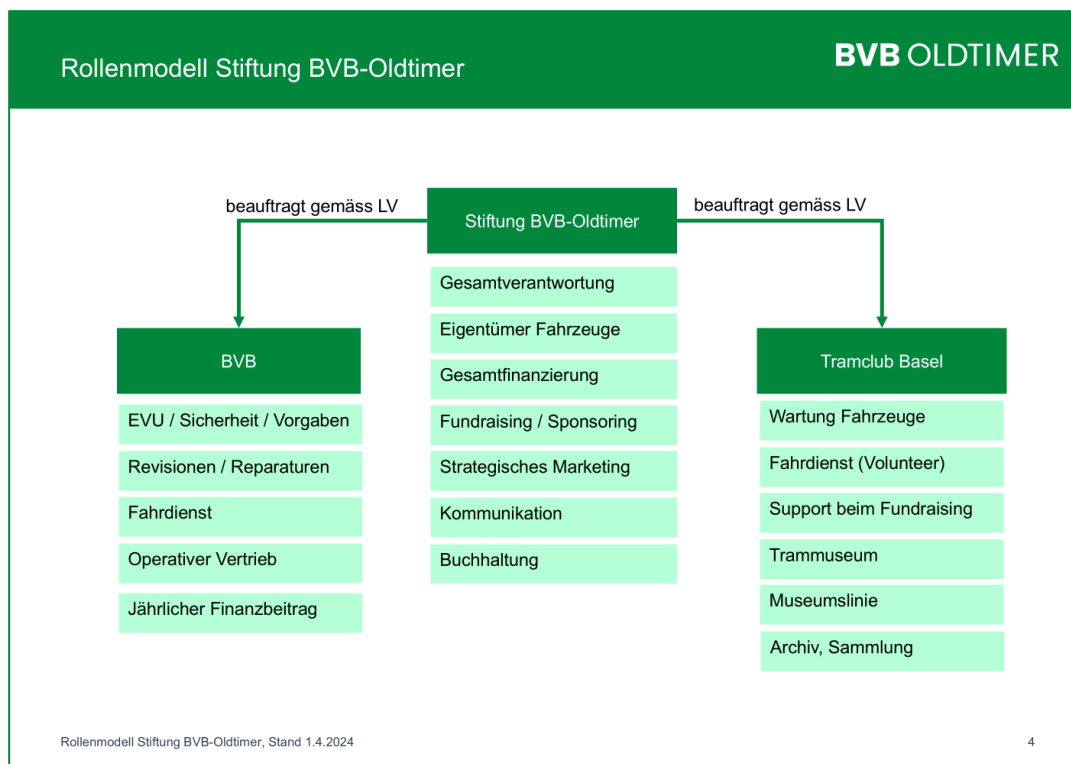 Rollenmodell Stiftung BVB-Oldtimer
BVB OLDTIMER
beauftragt gemäss LV
Stiftung BVB-Oldtimer
beauftragt gemäss LV
Gesamtverantwortung
Eigentümer Fahrzeuge
Gesamtfinanzierung
Fundraising / Sponsoring
Strategisches Marketing
Kommunikation
Buchhaltung
BVB
EVU / Sicherheit / Vorgaben
Revisionen / Reparaturen
Fahrdienst
Operativer Vertrieb
Jährlicher Finanzbeitrag
Tramclub Basel
Wartung Fahrzeuge
Fahrdienst (Volunteer)
Support beim Fundraising
Trammuseum
Museumslinie
Archiv, Sammlung
Rollenmodell Stiftung BVB-Oldtimer, Stand 1.4.2024
4